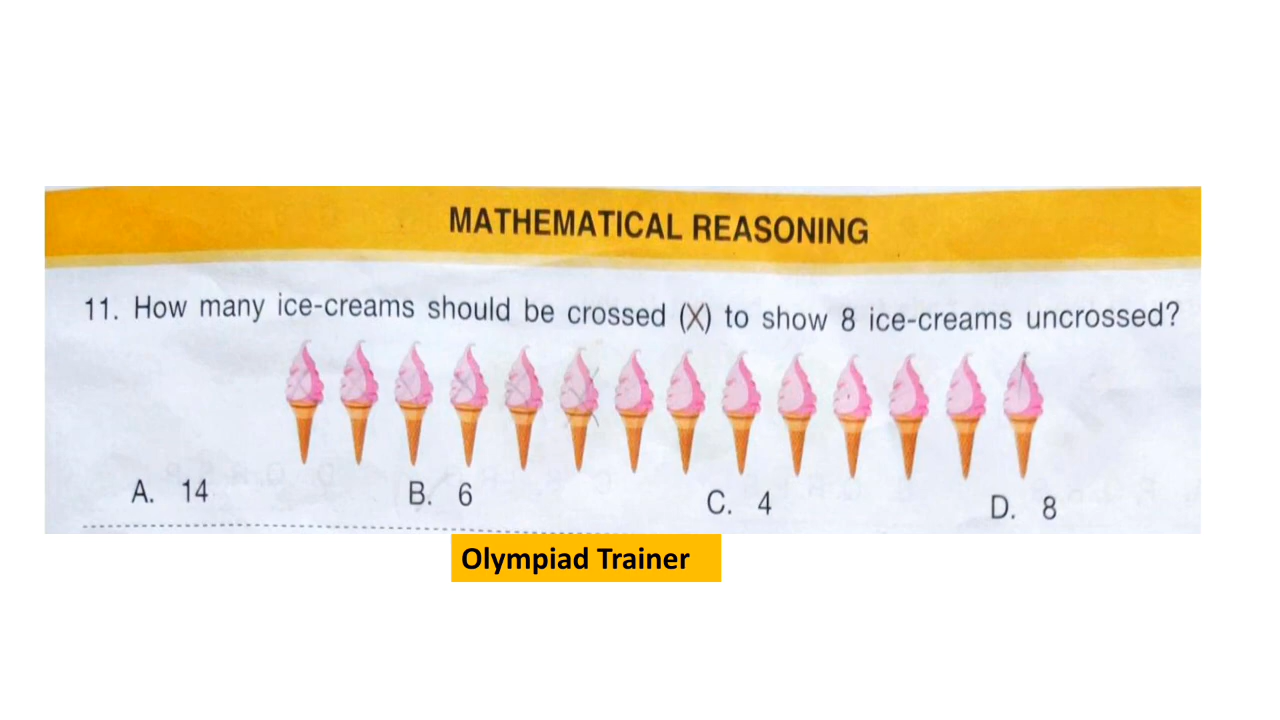 MATHEMATICAL REASONING
11. How many ice-creams should be crossed (X) to show 8 ice-creams uncrossed?
A. 14 B. 6 C. 4 D. 8
Olympiad Trainer